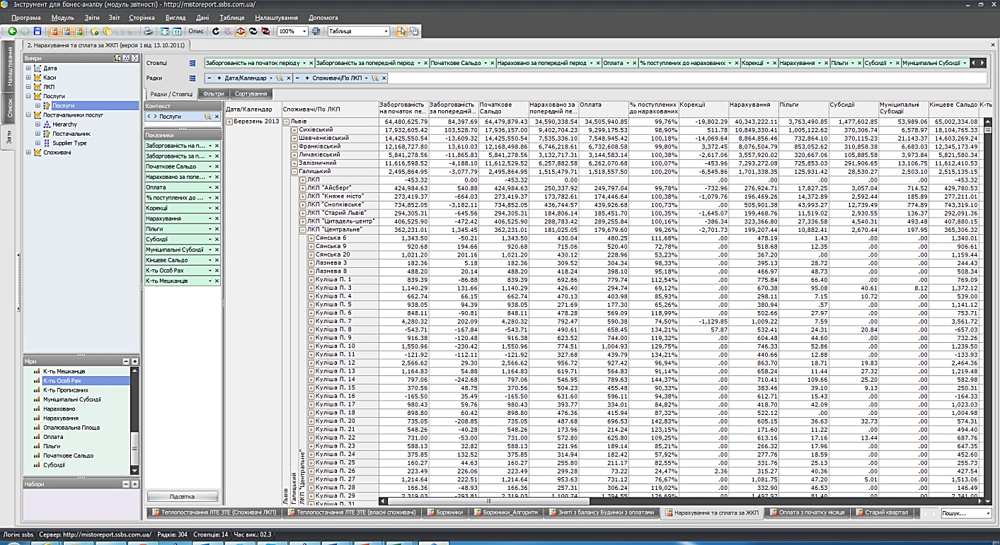 Інструмент для бізнес-аналізу (модуль звітності) - http://mistoreport.ssbs.com.ua/
Програма Модуль Звіти Звіт Сторінка Вигляд Дані Таблиця Налаштування Допомога
Опис 100% Таблиця
2. Нарахування та сплата за ЖКП (версія 1 від 13.10.2011)
Налаштування
Список
Звіти
Виміри
Дата
Каси
ЛКП
Послуги
Послуги
Постачальники послуг
Hierarchy
Постачальник
Supplier Type
Споживачі
Міри
К-ть Мешканців
К-ть Особ Рах
К-ть Прописаних
Муніципальні Субсидії
Нараховано
Нарахування
Опалювальна Площа
Оплата
Пільги
Початкове Сальдо
Субсидії
Набори
Стовпці Заборгованість на початок періоду Заборгованість за попередній період Початкове Сальдо Нараховано за попередній період Оплата % поступлених до нарахованих Корекції Нарахування Пільги Субсидії Муніципальні Субсидії
Рядки Дата/Календар Споживачі/По ЛКП
Рядки / Стовпці Фільтри Сортування
Контекст
Послуги
Показники
Заборгованість на п...
Заборгованість за п...
Початкове Сальдо
Нараховано за попе...
Оплата
% поступлених до ...
Корекції
Нарахування
Пільги
Субсидії
Муніципальні Субсидії
Кінцеве Сальдо
К-ть Особ Рах
К-ть Мешканців
Підсвітка
Дата/Календар Споживачі/По ЛКП Заборгованість на початок пе... Заборгованість за попередній... Початкове Сальдо Нараховано за попередній пе... Оплата % поступлених до нарахованих Корекції Нарахування Пільги Субсидії Муніципальні Субсидії Кінцеве Сальдо К-ть
Березень 2013 Львів 64,480,625.79 84,397.69 64,479,879.43 34,590,338.54 34,505,940.85 99,76% -19,802.29 40,343,222.11 3,763,490.85 1,477,602.85 53,989.06 65,002,334.08
Сихівський 17,932,605.42 103,528.70 17,936,157.00 9,402,704.23 9,299,175.53 98,90% 511.78 10,849,330.41 1,005,122.62 370,306.74 6,578.97 18,104,765.33
Шевченківський 14,425,550.54 -13,609.32 14,425,550.54 7,535,336.10 7,548,945.42 100,18% -14,069.64 8,864,856.46 732,864.10 370,115.23 21,143.37 14,603,269.24
Франківський 12,168,727.80 13,610.03 12,168,498.86 6,746,218.61 6,732,608.58 99,80% 3,372.45 8,076,504.79 853,052.62 310,858.38 6,683.03 12,345,173.49
Личаківський 5,841,278.56 -11,865.83 5,841,278.56 3,132,717.31 3,144,583.14 100,38% -2,617.06 3,557,920.02 320,667.06 105,885.58 3,973.84 5,821,580.34
Залізничний 11,616,598.52 -4,188.10 11,612,529.52 6,257,882.58 6,262,070.68 100,07% -453.96 7,293,272.08 725,853.03 291,906.65 13,106.75 11,612,410.53
Галицький 2,495,864.95 -3,077.79 2,495,864.95 1,515,479.71 1,518,557.50 100,20% -6,545.86 1,701,338.35 125,931.42 28,530.27 2,503.10 2,515,135.15
ЛКП -453.32 0.00 -453.32 0.00 0.00 .00 .00 .00 .00 .00 -453.32
ЛКП "Айсберг" 424,984.63 540.88 424,984.63 250,337.92 249,797.04 99,78% -732.96 276,924.71 17,827.25 3,057.04 714.52 429,780.53
ЛКП "Княже місто" 273,419.37 -664.03 273,419.37 173,782.61 174,446.64 100,38% -1,079.76 196,469.26 14,372.89 2,592.44 185.89 277,211.01
ЛКП "Снопківське" 734,852.05 -3,182.11 734,852.05 436,744.57 439,926.68 100,73% .00 505,901.38 43,993.27 12,739.49 774.89 743,319.10
ЛКП "Старий Львів" 294,305.31 -645.56 294,305.31 184,806.14 185,451.70 100,35% -1,645.07 199,468.76 11,519.02 2,930.55 136.37 292,091.36
ЛКП "Цитадель-центр" 406,525.90 -472.42 406,525.90 288,783.42 289,255.84 100,16% -386.34 323,366.80 27,336.58 4,540.31 493.48 407,880.15
ЛКП "Центральне" 362,231.01 1,345.45 362,231.01 181,025.05 179,679.60 99,26% -2,701.73 199,207.44 10,882.41 2,670.44 197.95 365,306.32
Сянська 6 1,343.50 -50.21 1,343.50 430.04 480.25 111,68% .00 478.19 1.43 .00 .00 1,340.01
Сянська 9 920.68 194.66 920.68 715.06 520.40 72,78% .00 518.68 12.35 .00 .00 906.61
Сянська 20 1,021.20 201.16 1,021.20 430.12 228.96 53,23% .00 367.20 .00 .00 .00 1,159.44
Лазнева 3 182.36 5.18 182.36 309.52 304.34 98,33% .00 395.13 28.72 .00 .00 244.43
Лазнева 8 488.20 20.14 488.20 418.24 398.10 95,18% .00 466.97 48.73 .00 .00 508.34
Куліша П. 1 839.39 -86.88 839.39 692.86 779.74 112,54% .00 775.84 66.40 .00 .00 769.09
Куліша П. 3 1,140.29 131.66 1,140.29 426.40 294.74 69,12% .00 670.38 95.08 40.61 8.12 1,372.12
Куліша П. 4 662.74 66.15 662.74 470.13 403.98 85,93% .00 298.11 7.15 10.72 .00 539.00
Куліша П. 5 938.05 94.39 938.05 271.69 177.30 65,26% .00 380.94 .57 .00 .00 1,141.12
Куліша П. 6 848.11 -90.81 848.11 478.28 569.09 118,99% .00 502.66 27.97 .00 .00 753.71
Куліша П. 7 4,280.32 202.09 4,280.32 792.47 590.38 74,50% -1,129.85 1,009.22 7.59 .00 .00 3,561.72
Куліша П. 8 -543.71 -167.84 -543.71 490.61 658.45 134,21% 57.87 532.41 24.31 20.84 .00 -657.03
Куліша П. 9 916.38 -120.48 916.38 623.52 744.00 119,32% .00 604.48 44.60 .00 .00 732.26
Куліша П. 10 1,550.96 -230.42 1,550.96 774.51 1,004.93 129,75% .00 746.33 52.86 .00 .00 1,239.50
Куліша П. 11 -121.92 -112.11 -121.92 327.68 439.79 134,21% .00 440.66 12.88 .00 .00 -133.93
Куліша П. 12 2,566.62 29.30 2,566.62 956.72 927.42 96,94% .00 863.70 18.71 19.83 .00 2,464.36
Куліша П. 13 1,164.83 54.88 1,164.83 619.71 564.83 91,14% .00 658.24 11.44 27.32 .00 1,219.48
Куліша П. 14 797.06 -242.68 797.06 546.95 789.63 144,37% .00 710.41 109.66 25.20 .00 582.98
Куліша П. 15 370.56 48.75 370.56 504.23 455.48 90,33% .00 383.46 39.10 9.13 .00 250.31
Куліша П. 16 -165.50 35.49 -165.50 631.60 596.11 94,38% .00 612.71 15.43 .00 .00 -164.33
Куліша П. 17 980.43 59.76 980.43 393.77 334.01 84,82% .00 418.70 42.09 .00 .00 1,023.03
Куліша П. 18 898.80 60.42 898.80 476.36 415.94 87,32% .00 522.12 .00 .00 .00 1,004.98
Куліша П. 20 735.05 -208.85 735.05 487.68 696.53 142,83% .00 605.15 36.63 32.73 .00 574.31
Куліша П. 21 548.26 -40.28 548.26 173.96 214.24 123,15% .00 171.60 11.22 .00 .00 494.40
Куліша П. 22 731.00 -53.00 731.00 572.80 625.80 109,25% .00 613.16 17.16 13.44 .00 687.76
Куліша П. 23 588.13 32.82 588.13 221.96 189.14 85,21% .00 266.32 17.96 .00 .00 647.35
Куліша П. 24 375.85 132.52 375.85 314.94 182.42 57,92% .00 277.76 18.59 .00 .00 452.60
Куліша П. 25 160.27 44.63 160.27 255.80 211.17 82,55% .00 331.76 25.13 .00 .00 255.73
Куліша П. 26 223.49 226.06 223.49 299.28 73.22 24,47% 2.36 315.27 40.36 .00 .00 427.54
Куліша П. 27 1,214.64 222.51 1,214.64 953.63 731.12 76,67% .00 1,081.75 47.20 5.01 .00 1,513.06
Куліша П. 28 166.36 -48.93 166.36 257.31 306.24 119,02% .00 332.90 46.53 .00 .00 146.49
Куліша П. 29 2,319.03 -293.81 2,319.03 1,100.74 1,394.55 126,69% .00 1,497.97 81.40 .00 .00 2,341.00
Куліша П. 31
Львів
Галицький
ЛКП "Центральне"
Теплопостачання ЛТЕ ЗТЕ (Споживачі ЛКП) Теплопостачання ЛТЕ ЗТЕ (власні споживачі) Боржники Боржники_Алгоритм Зняті з балансу Будинки з оплатами Нарахування та сплата за ЖКП Оплата з початку місяця Старий квартал Пошук...
Логін: ssbs Сервер: http://mistoreport.ssbs.com.ua/ Рядків: 304 Стовпців: 14 Час вик.: 02.3